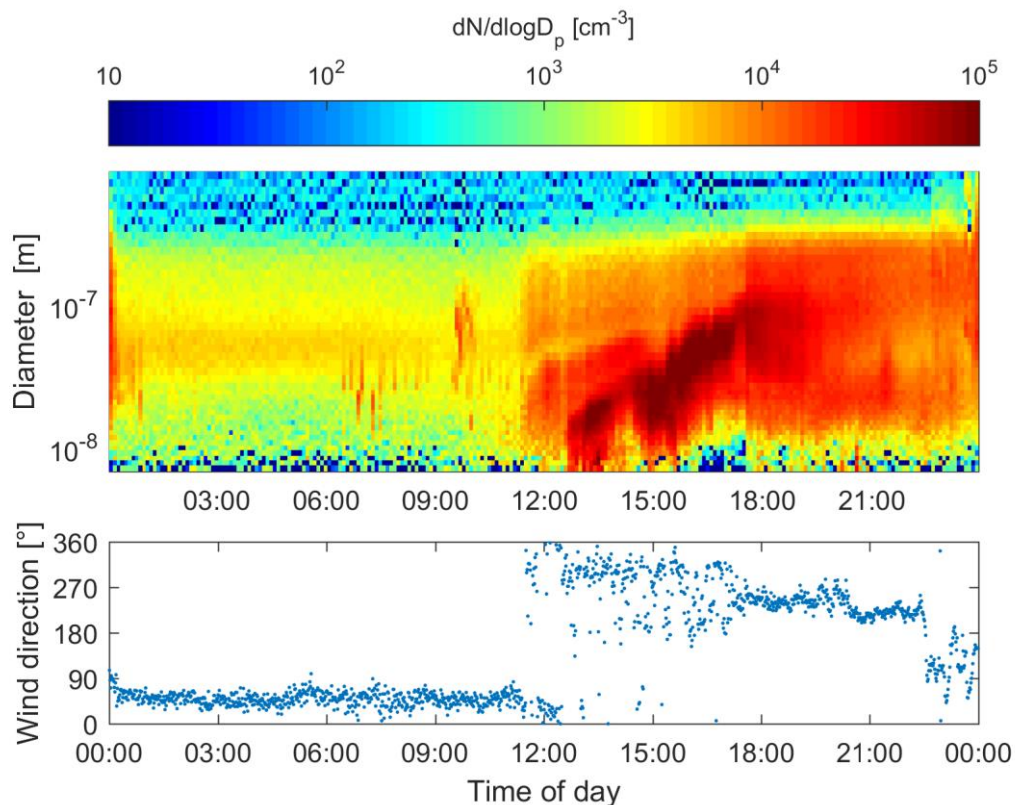 dN/dlogD_p [cm^-3]
10 10^2 10^3 10^4 10^5
Diameter [m]
10^-7
10^-8
03:00 06:00 09:00 12:00 15:00 18:00 21:00
Wind direction [°]
360
270
180
90
0
00:00 03:00 06:00 09:00 12:00 15:00 18:00 21:00 00:00
Time of day